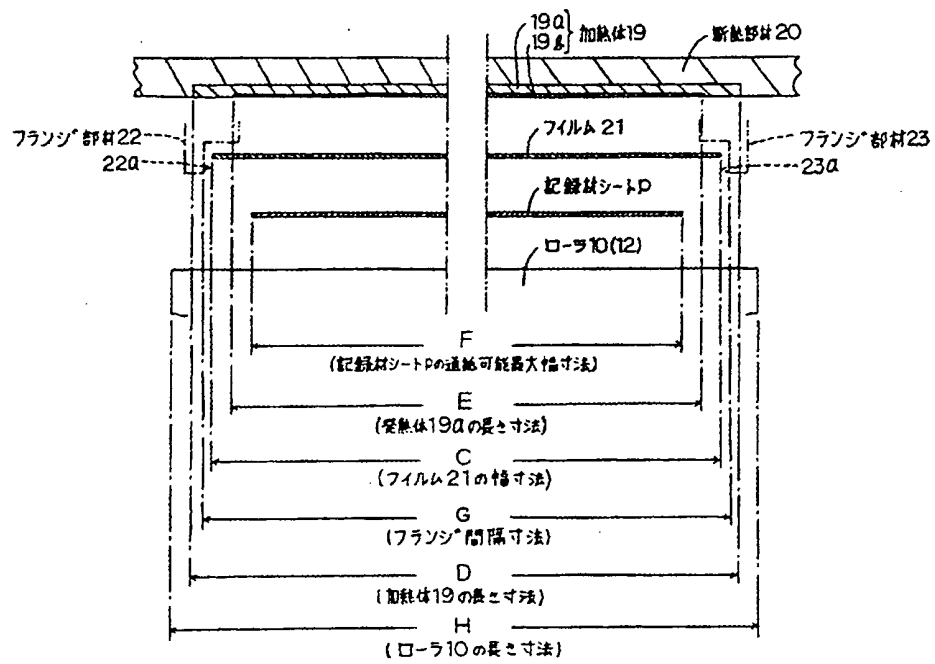 19a
19b}加熱体19
断熱部材20
フランジ部材22
22a
フィルム21
フランジ部材23
23a
記録材シートP
ローラ10(12)
F
(記録材シートPの通紙可能最大幅寸法)
E
(発熱体19aの長さ寸法)
C
(フィルム21の幅寸法)
G
(フランジ間隔寸法)
D
(加熱体19の長さ寸法)
H
(ローラ10の長さ寸法)